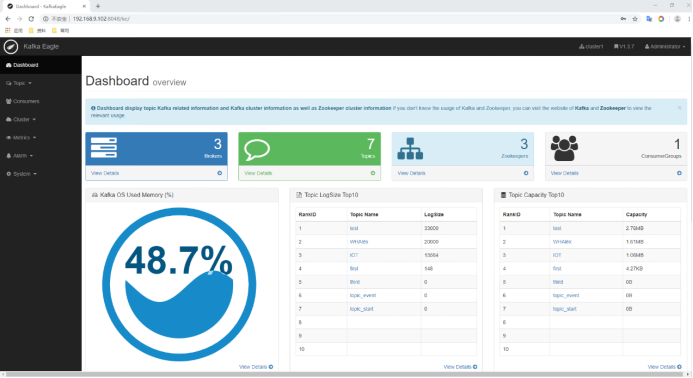 Dashboard - KafkaEagle
不安全 | 192.168.9.102:8048/ke/
应用
资料
常用
Kafka Eagle
cluster1
V1.3.7
Administrator
Dashboard
Topic
Consumers
Cluster
Metrics
Alarm
System
Dashboard overview
Dashboard display topic Kafka related information and Kafka cluster information as well as Zookeeper cluster information If you don't know the usage of Kafka and Zookeeper, you can visit the website of Kafka and Zookeeper to view the
relevant usage.
3
Brokers
View Details
7
Topics
View Details
3
Zookeepers
View Details
1
ConsumerGroups
View Details
Kafka OS Used Memory (%)
48.7%
View Details
Topic LogSize Top10
RankID Topic Name LogSize
1 test
2
3 IOT
4 first 148
5 third 0
6 topic_event 0
7 topic_start 0
8
9
10
View Details
Topic Capacity Top10
RankID Topic Name Capacity
1 test 2.76MB
2 1.61MB
3 IOT 1.08MB
4 first 4.27KB
5 third 0B
6 topic_event 0B
7 topic_start 0B
8
9
10
View Details